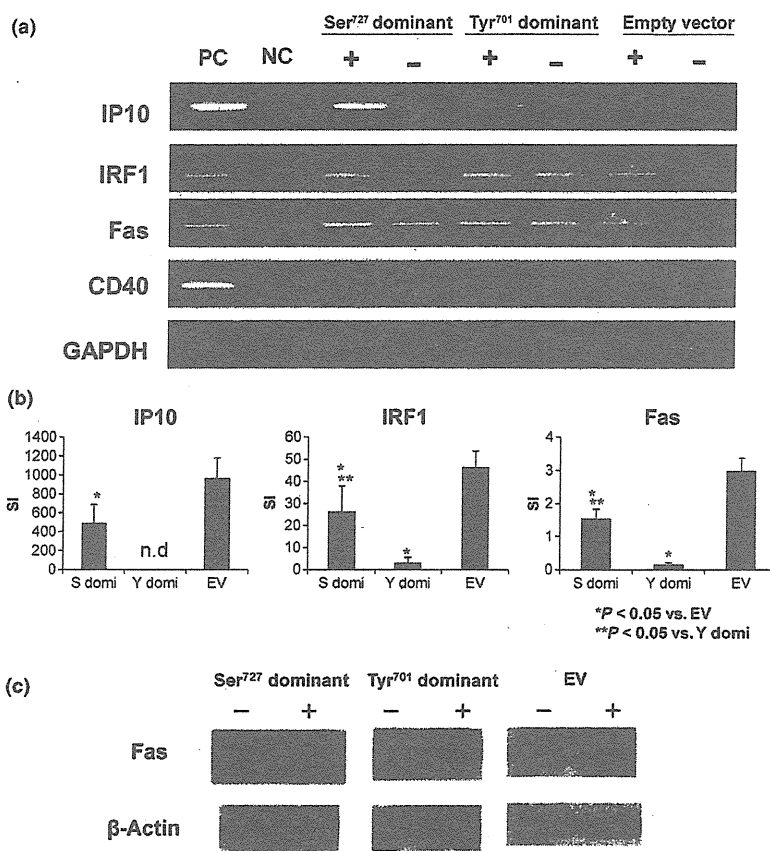 (a)
Ser⁷²⁷ dominant Tyr⁷⁰¹ dominant Empty vector
PC NC + − + − + −
IP10
IRF1
Fas
CD40
GAPDH
(b)
IP10
SI
1400
1200
1000
800
600
400
200
0
*
n.d
S domi Y domi EV
IRF1
SI
60
50
40
30
20
10
0
*
**
*
S domi Y domi EV
Fas
SI
4
3
2
1
0
*
**
*
S domi Y domi EV
*P < 0.05 vs. EV
**P < 0.05 vs. Y domi
(c)
Ser⁷²⁷ dominant Tyr⁷⁰¹ dominant EV
− + − + − +
Fas
β-Actin